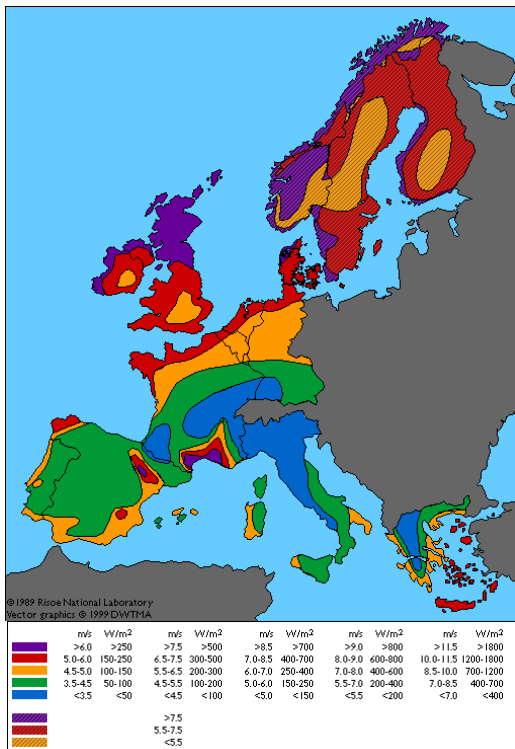 ©1989 Risoe National Laboratory
Vector graphics © 1999 DWTMA
m/s W/m² m/s W/m² m/s W/m² m/s W/m² m/s W/m²
>6.0 >250 >7.5 >500 >8.5 >700 >9.0 >800 >11.5 >1800
5.0-6.0 150-250 6.5-7.5 300-500 7.0-8.5 400-700 8.0-9.0 600-800 10.0-11.5 1200-1800
4.5-5.0 100-150 5.5-6.5 200-300 6.0-7.0 250-400 7.0-8.0 400-600 8.5-10.0 700-1200
3.5-4.5 50-100 4.5-5.5 100-200 5.0-6.0 150-250 5.5-7.0 200-400 7.0-8.5 400-700
<3.5 <50 <4.5 <100 <5.0 <150 <5.5 <200 <7.0 <400
>7.5
5.5-7.5
<5.5